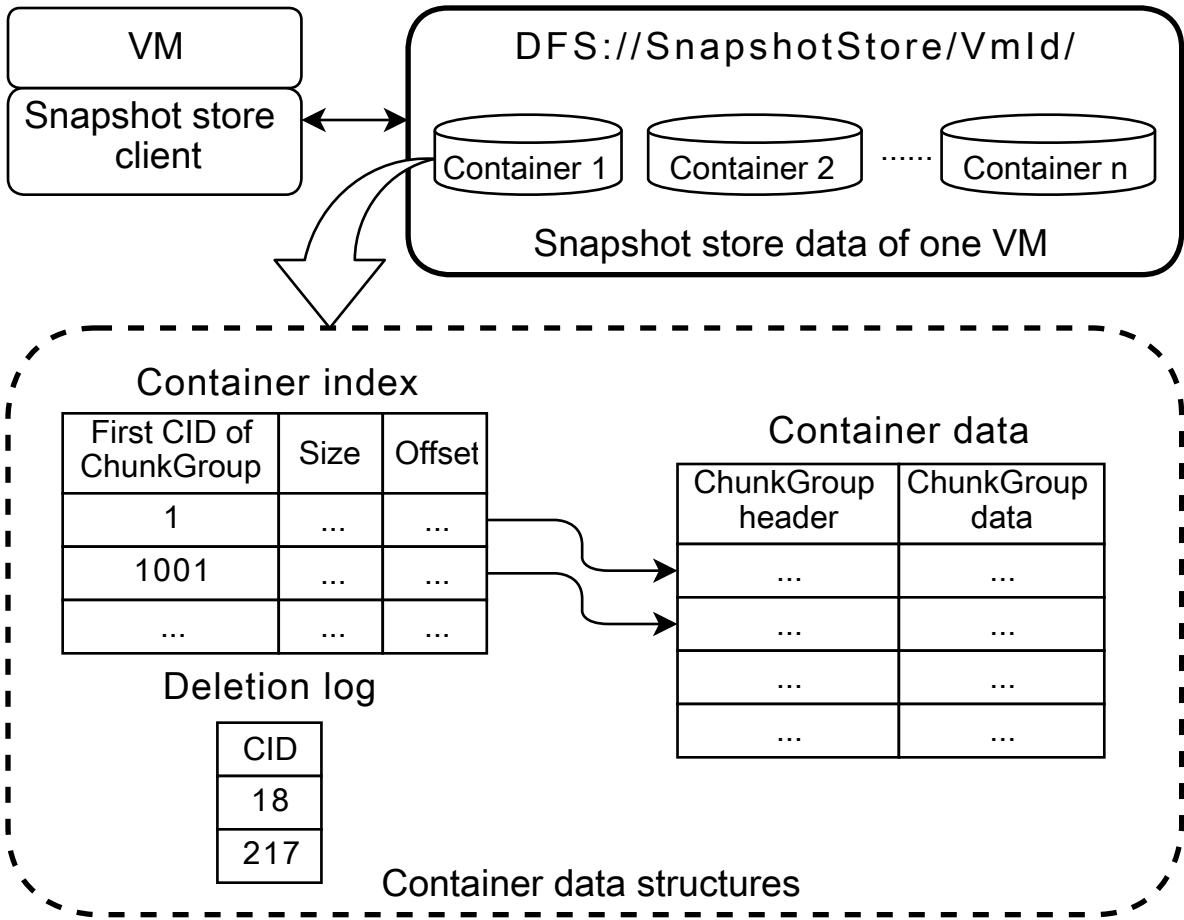 VM
Snapshot store
client
DFS://SnapshotStore/VmId/
Container 1
Container 2
......
Container n
Snapshot store data of one VM
Container index
First CID of
ChunkGroup
Size
Offset
1
...
...
1001
...
...
...
...
...
Container data
ChunkGroup
header
ChunkGroup
data
...
...
...
...
...
...
...
...
Deletion log
CID
18
217
Container data structures